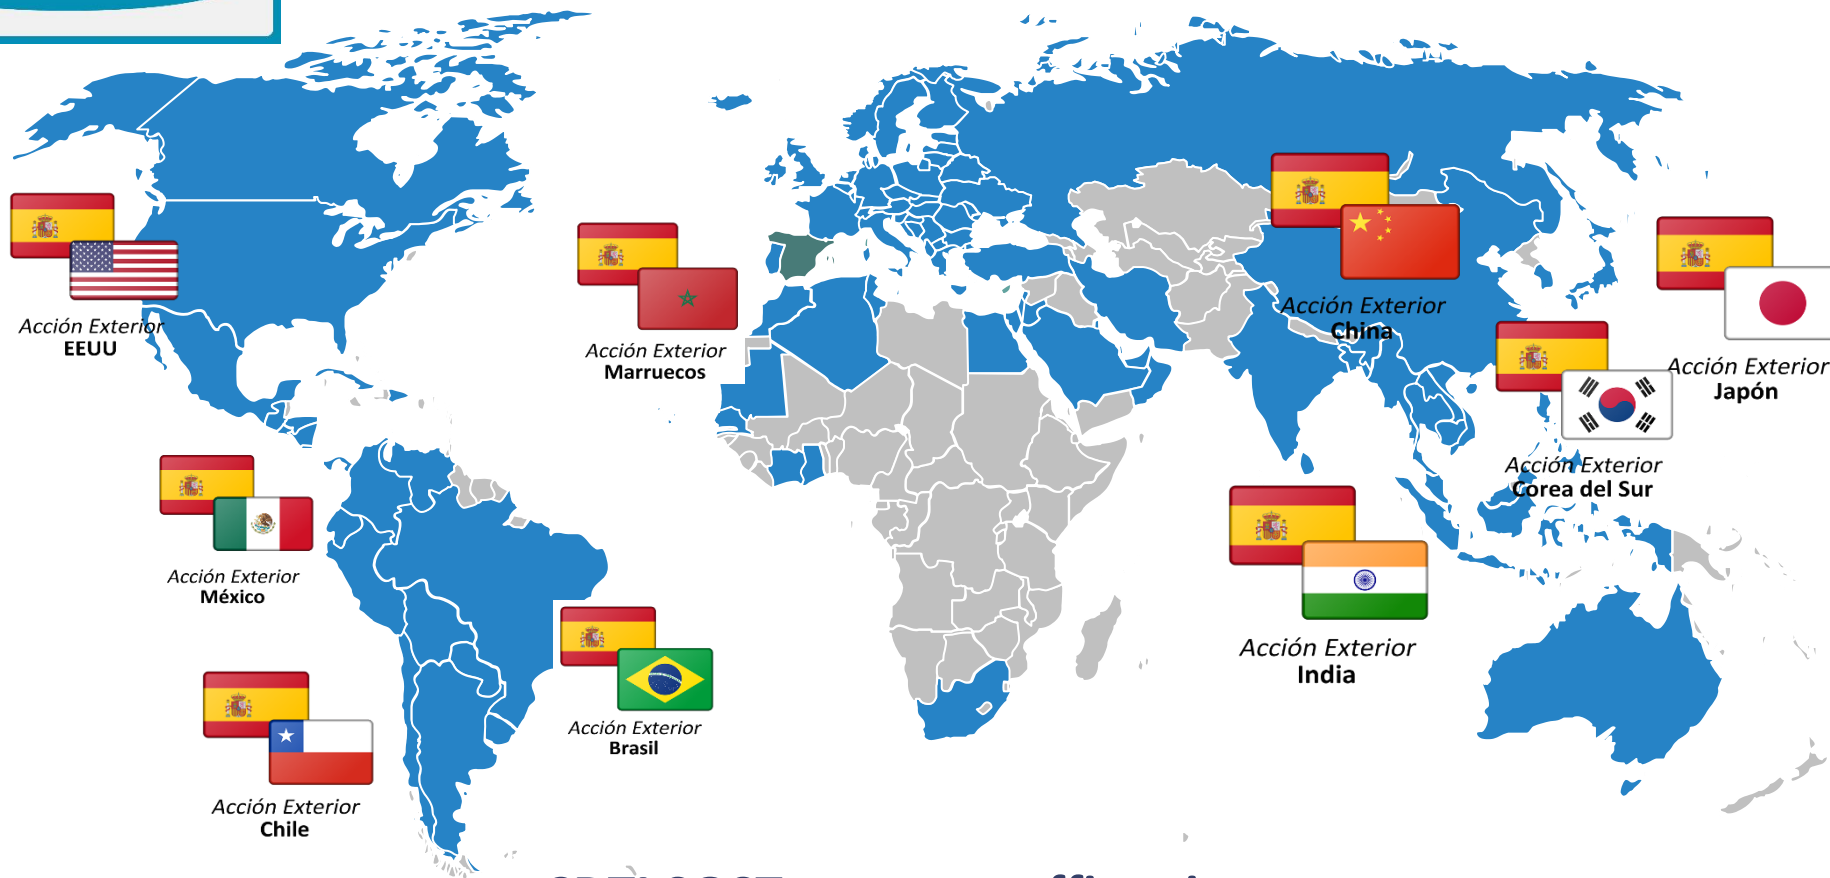 Acción Exterior
EEUU
Acción Exterior
Marruecos
Acción Exterior
China
Acción Exterior
Japón
Acción Exterior
Corea del Sur
Acción Exterior
México
Acción Exterior
India
Acción Exterior
Brasil
Acción Exterior
Chile